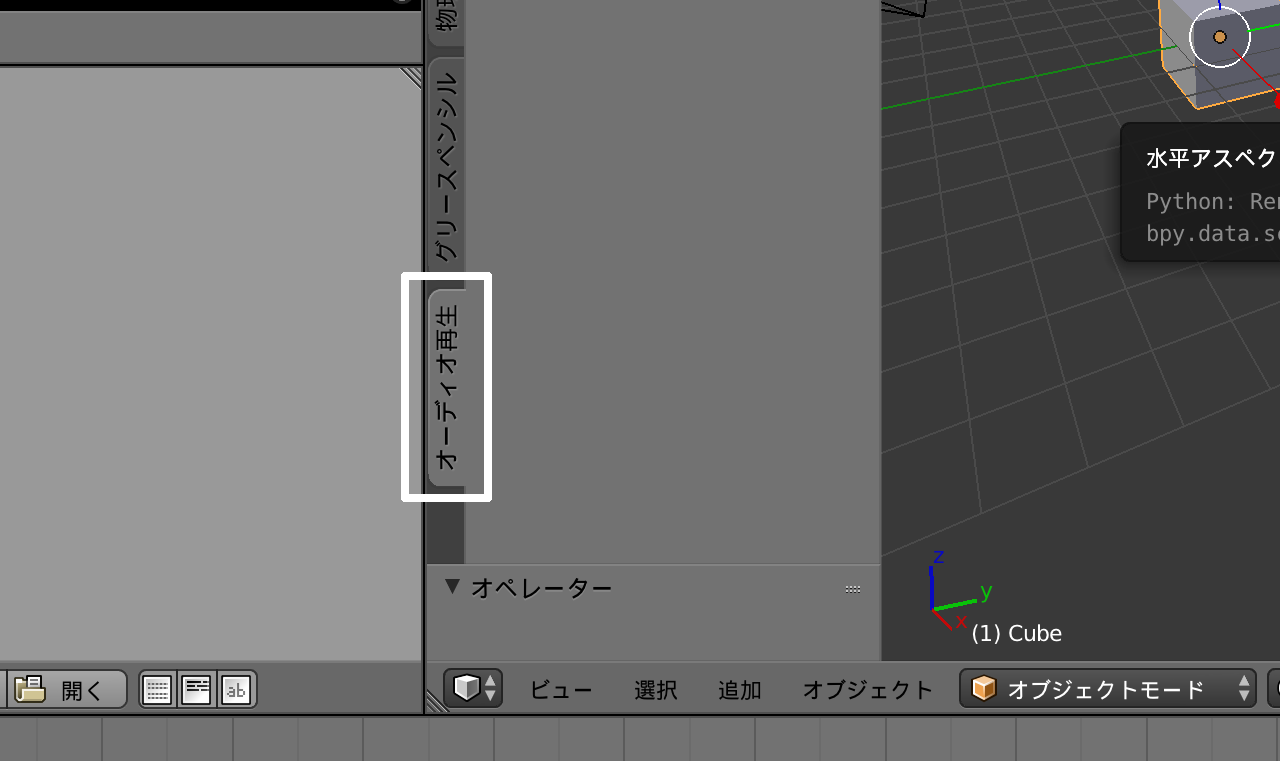 物
グリースペンシル
オーディオ再生
水平アスペク
Python: Re
bpy.data.s
オペレーター
z
y
x
(1) Cube
開く
ab
ビュー
選択
追加
オブジェクト
オブジェクトモード